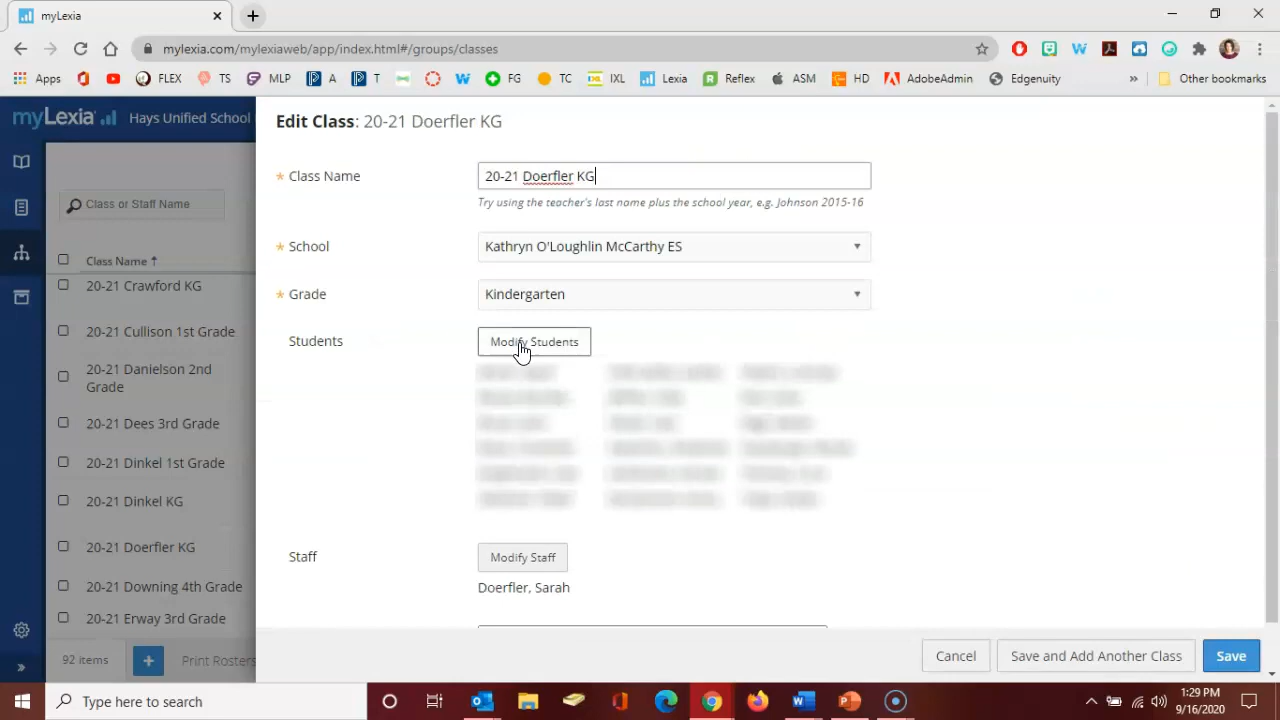 myLexia
mylexia.com/mylexiaweb/app/index.html#/groups/classes
Apps FLEX TS MLP A T FG TC IXL Lexia Reflex ASM HD AdobeAdmin Edgenuity » Other bookmarks
myLexia Hays Unified School
Edit Class: 20-21 Doerfler KG
* Class Name 20-21 Doerfler KG
Try using the teacher's last name plus the school year, e.g. Johnson 2015-16
* School Kathryn O'Loughlin McCarthy ES
* Grade Kindergarten
Students Modify Students
Staff Modify Staff
Doerfler, Sarah
Class or Staff Name
Class Name ↑
20-21 Crawford KG
20-21 Cullison 1st Grade
20-21 Danielson 2nd
Grade
20-21 Dees 3rd Grade
20-21 Dinkel 1st Grade
20-21 Dinkel KG
20-21 Doerfler KG
20-21 Downing 4th Grade
20-21 Erway 3rd Grade
92 items + Print Rosters
Cancel Save and Add Another Class Save
Type here to search
1:29 PM
9/16/2020